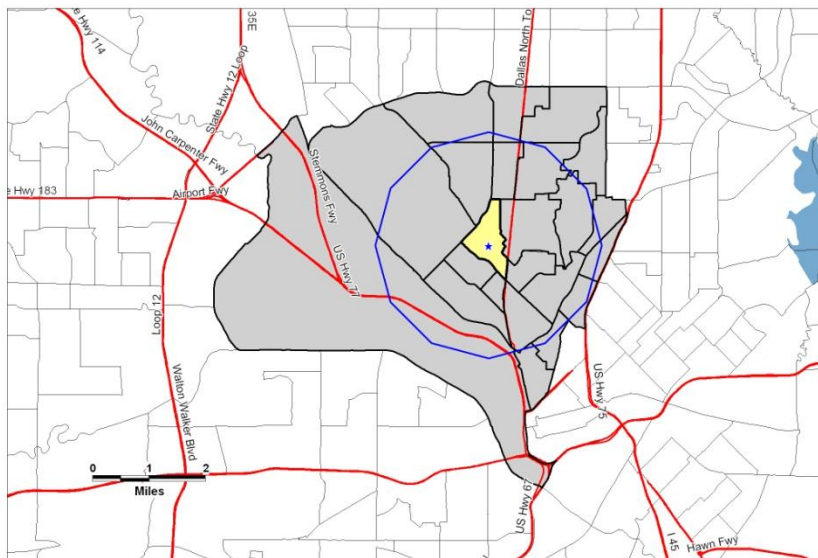 e Hwy 114
35E
State Hwy 12 Loop
Dallas North To
John Carpenter Fwy
Stemmons Fwy
e Hwy 183
Airport Fwy
US Hwy 77
Loop 12
Walton Walker Blvd
US Hwy 75
0 1 2
Miles
US Hwy 67
I 45
Hawn Fwy